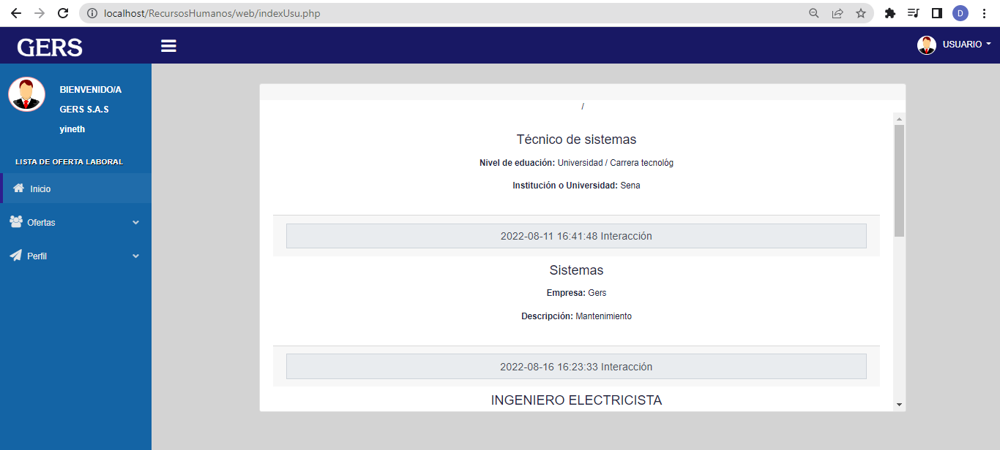 localhost/RecursosHumanos/web/indexUsu.php
D
GERS
USUARIO
BIENVENIDO/A
GERS S.A.S
yineth
LISTA DE OFERTA LABORAL
Inicio
Ofertas
Perfil
/
Técnico de sistemas
Nivel de eduación: Universidad / Carrera tecnológ
Institución o Universidad: Sena
2022-08-11 16:41:48 Interacción
Sistemas
Empresa: Gers
Descripción: Mantenimiento
2022-08-16 16:23:33 Interacción
INGENIERO ELECTRICISTA